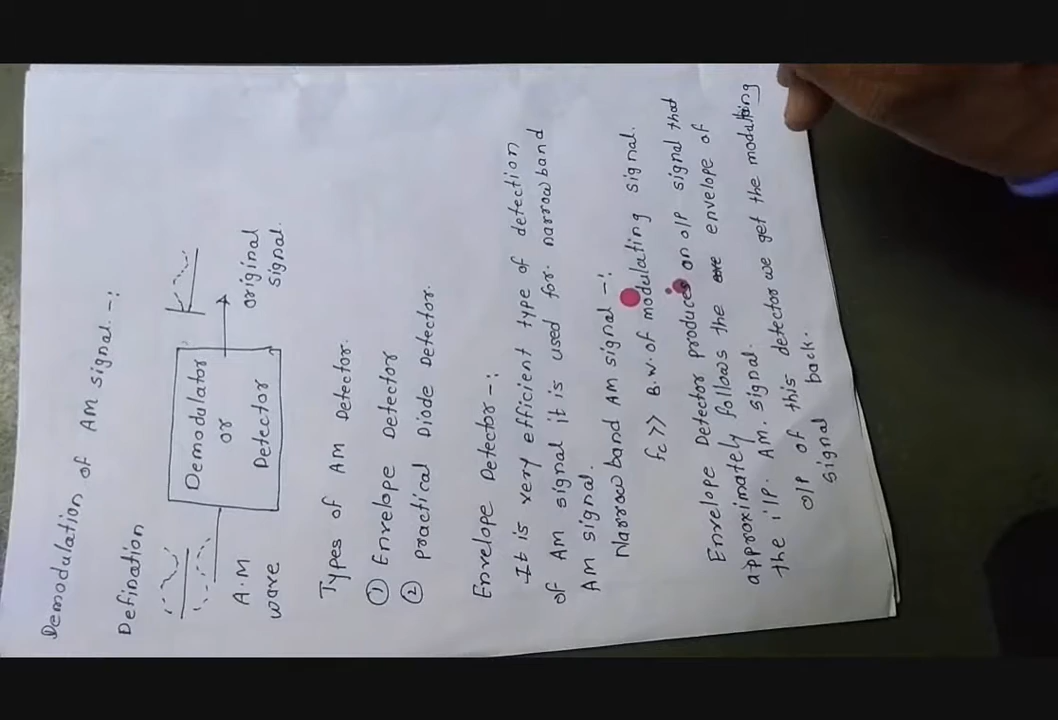 Demodulation of Am signal. -:
Defination
A.M
wave
Demodulator
or
Detector
original
signal.
Types of Am Detector.
① Envelope Detector
② practical Diode Detector.
Envelope Detector -:
It is very efficient type of detection
of Am signal it is used for. narrowband
Am signal.
Narrowband Am signal -:
fc >> B.W. of modulating signal.
Envelope Detector produces an o/p signal that
approximately follows the envelope of
the i/p. Am. signal.
o/p of this detector we get the modulating
signal back.